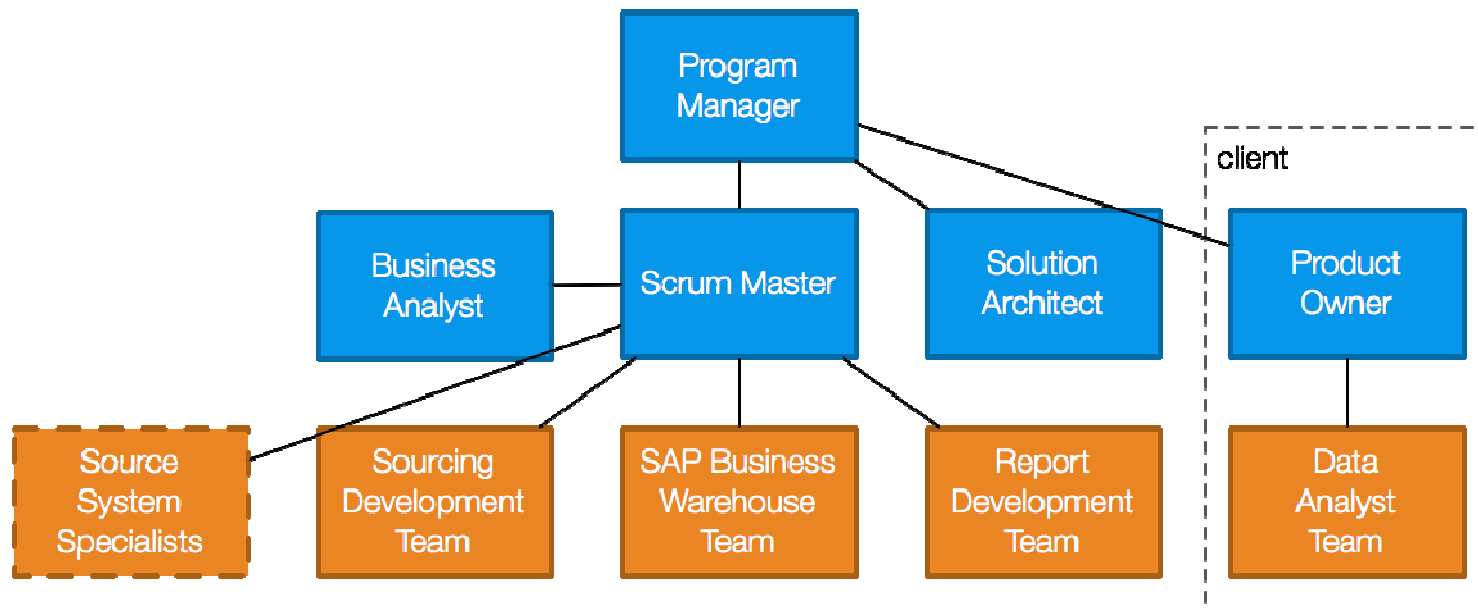 Program
Manager
client
Business
Analyst
Scrum Master
Solution
Architect
Product
Owner
Source
System
Specialists
Sourcing
Development
Team
SAP Business
Warehouse
Team
Report
Development
Team
Data
Analyst
Team